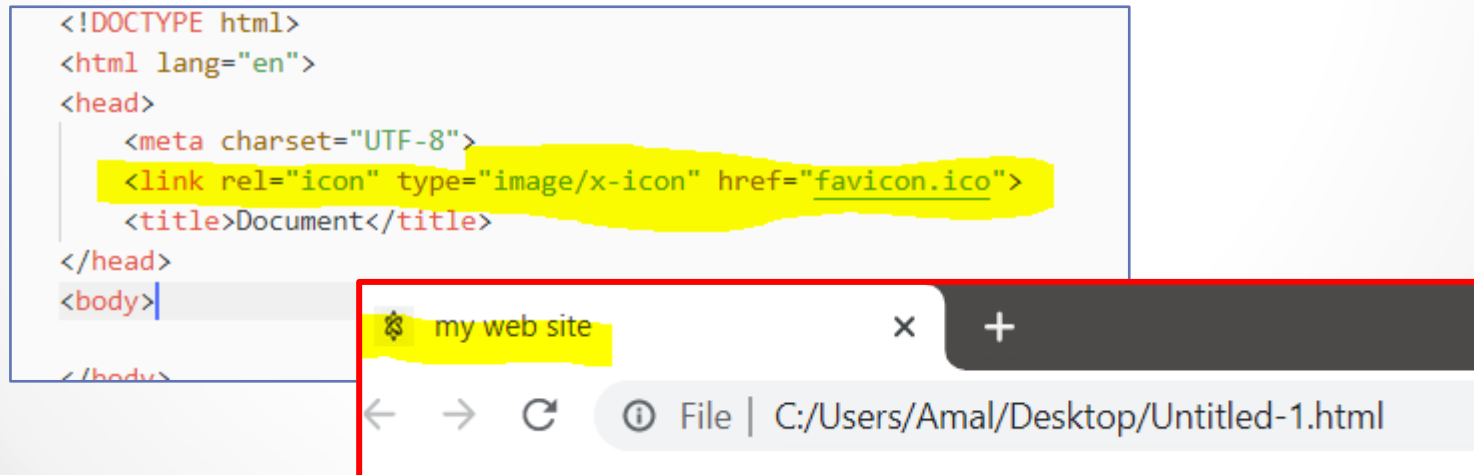 <!DOCTYPE html>
<html lang="en">
<head>
<meta charset="UTF-8">
<link rel="icon" type="image/x-icon" href="favicon.ico">
<title>Document</title>
</head>
<body>
</body>
my web site
File | C:/Users/Amal/Desktop/Untitled-1.html